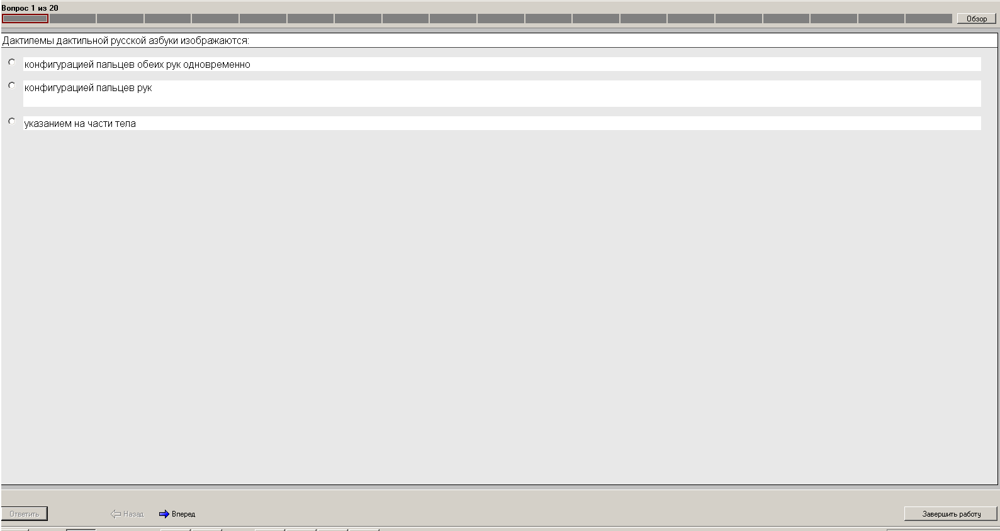 Вопрос 1 из 20
Обзор
Дактилемы дактильной русской азбуки изображаются:
конфигурацией пальцев обеих рук одновременно
конфигурацией пальцев рук
указанием на части тела
Ответить
Назад
Вперед
Завершить работу